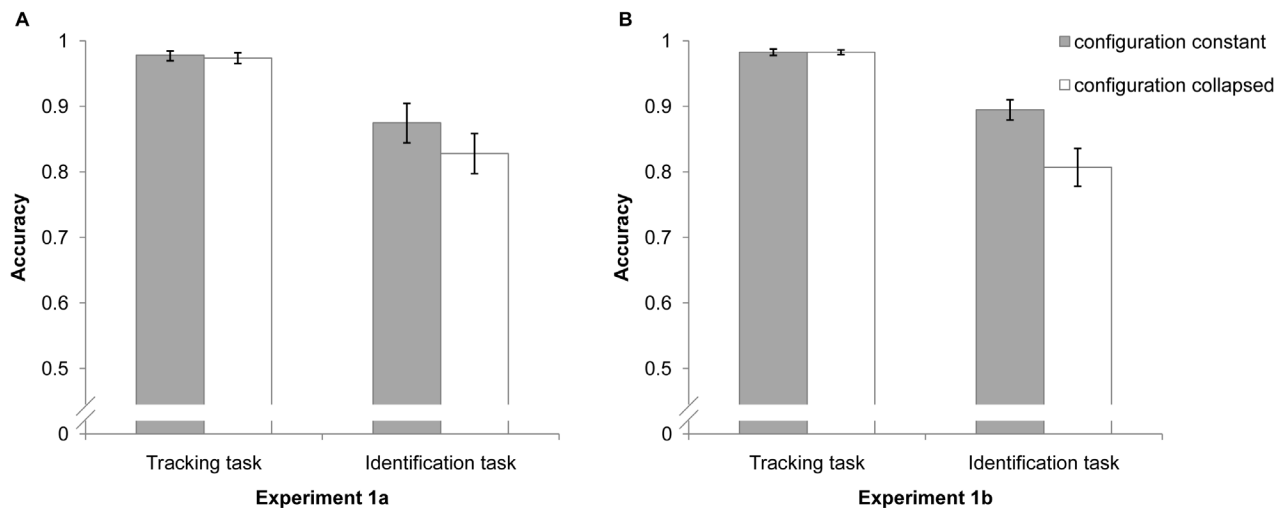 A
1
0.9
0.8
0.7
0.6
0.5
0
Accuracy
Tracking task
Identification task
Experiment 1a
B
1
0.9
0.8
0.7
0.6
0.5
0
Accuracy
Tracking task
Identification task
Experiment 1b
configuration constant
configuration collapsed